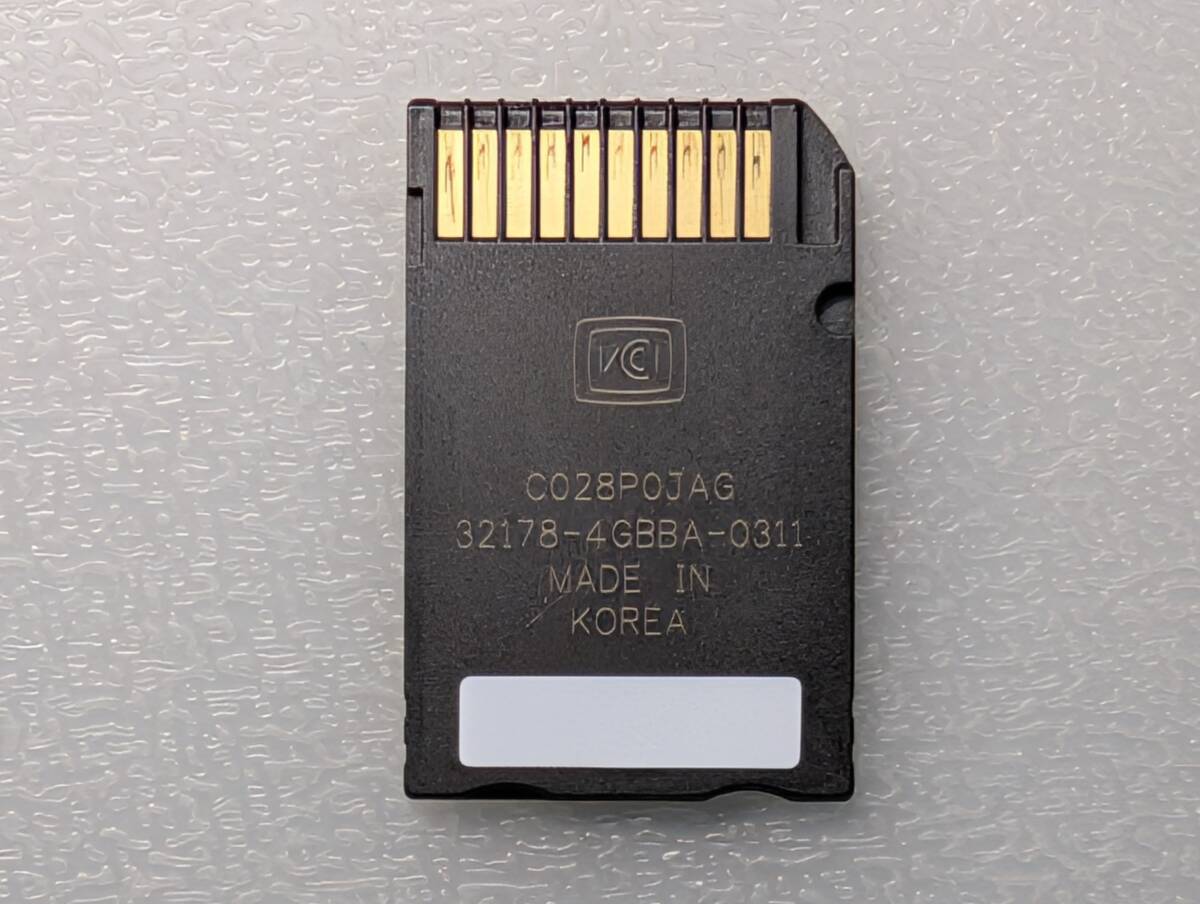 VCCI
C028P0JAG
32178-4GBBA-0311
MADE IN
KOREA